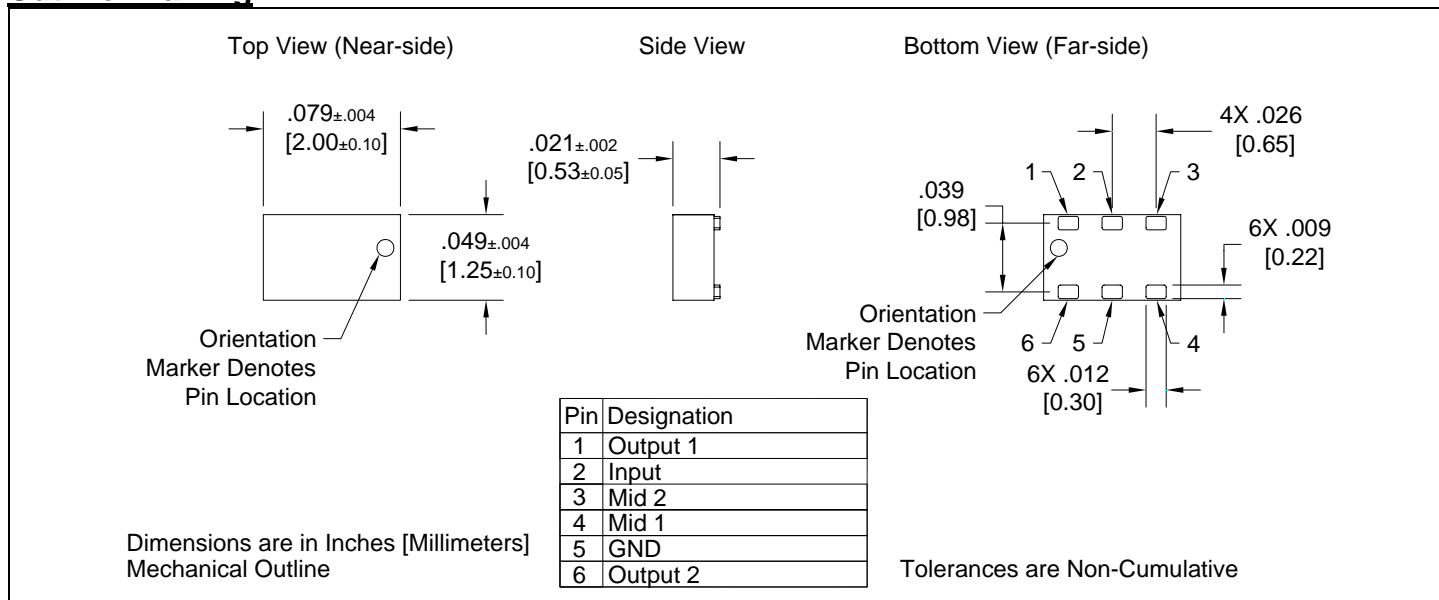 Top View (Near-side)
Side View
Bottom View (Far-side)
.079±.004
[2.00±0.10]
.049±.004
[1.25±0.10]
Orientation
Marker Denotes
Pin Location
.021±.002
[0.53±0.05]
4X .026
[0.65]
1
2
3
.039
[0.98]
6X .009
[0.22]
Orientation
Marker Denotes
Pin Location
6
5
4
6X .012
[0.30]
Pin Designation
1 Output 1
2 Input
3 Mid 2
4 Mid 1
5 GND
6 Output 2
Dimensions are in Inches [Millimeters]
Mechanical Outline
Tolerances are Non-Cumulative